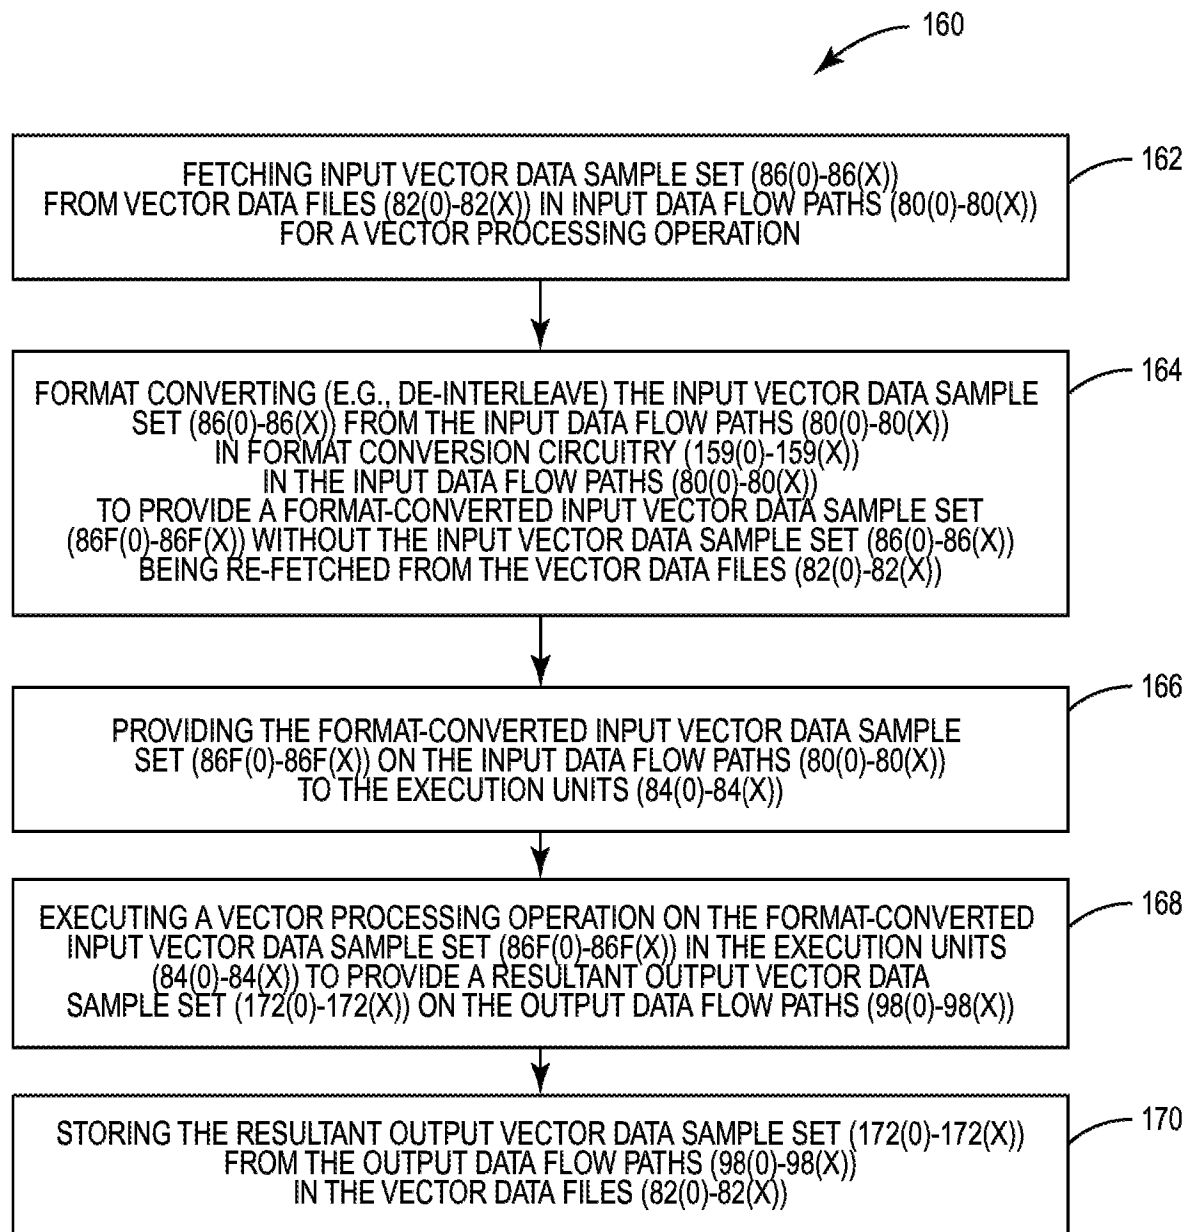 160
FETCHING INPUT VECTOR DATA SAMPLE SET (86(0)-86(X))
FROM VECTOR DATA FILES (82(0)-82(X)) IN INPUT DATA FLOW PATHS (80(0)-80(X))
FOR A VECTOR PROCESSING OPERATION
162
FORMAT CONVERTING (E.G., DE-INTERLEAVE) THE INPUT VECTOR DATA SAMPLE
SET (86(0)-86(X)) FROM THE INPUT DATA FLOW PATHS (80(0)-80(X))
IN FORMAT CONVERSION CIRCUITRY (159(0)-159(X))
IN THE INPUT DATA FLOW PATHS (80(0)-80(X))
TO PROVIDE A FORMAT-CONVERTED INPUT VECTOR DATA SAMPLE SET
(86F(0)-86F(X)) WITHOUT THE INPUT VECTOR DATA SAMPLE SET (86(0)-86(X))
BEING RE-FETCHED FROM THE VECTOR DATA FILES (82(0)-82(X))
164
PROVIDING THE FORMAT-CONVERTED INPUT VECTOR DATA SAMPLE
SET (86F(0)-86F(X)) ON THE INPUT DATA FLOW PATHS (80(0)-80(X))
TO THE EXECUTION UNITS (84(0)-84(X))
166
EXECUTING A VECTOR PROCESSING OPERATION ON THE FORMAT-CONVERTED
INPUT VECTOR DATA SAMPLE SET (86F(0)-86F(X)) IN THE EXECUTION UNITS
(84(0)-84(X)) TO PROVIDE A RESULTANT OUTPUT VECTOR DATA
SAMPLE SET (172(0)-172(X)) ON THE OUTPUT DATA FLOW PATHS (98(0)-98(X))
168
STORING THE RESULTANT OUTPUT VECTOR DATA SAMPLE SET (172(0)-172(X))
FROM THE OUTPUT DATA FLOW PATHS (98(0)-98(X))
IN THE VECTOR DATA FILES (82(0)-82(X))
170